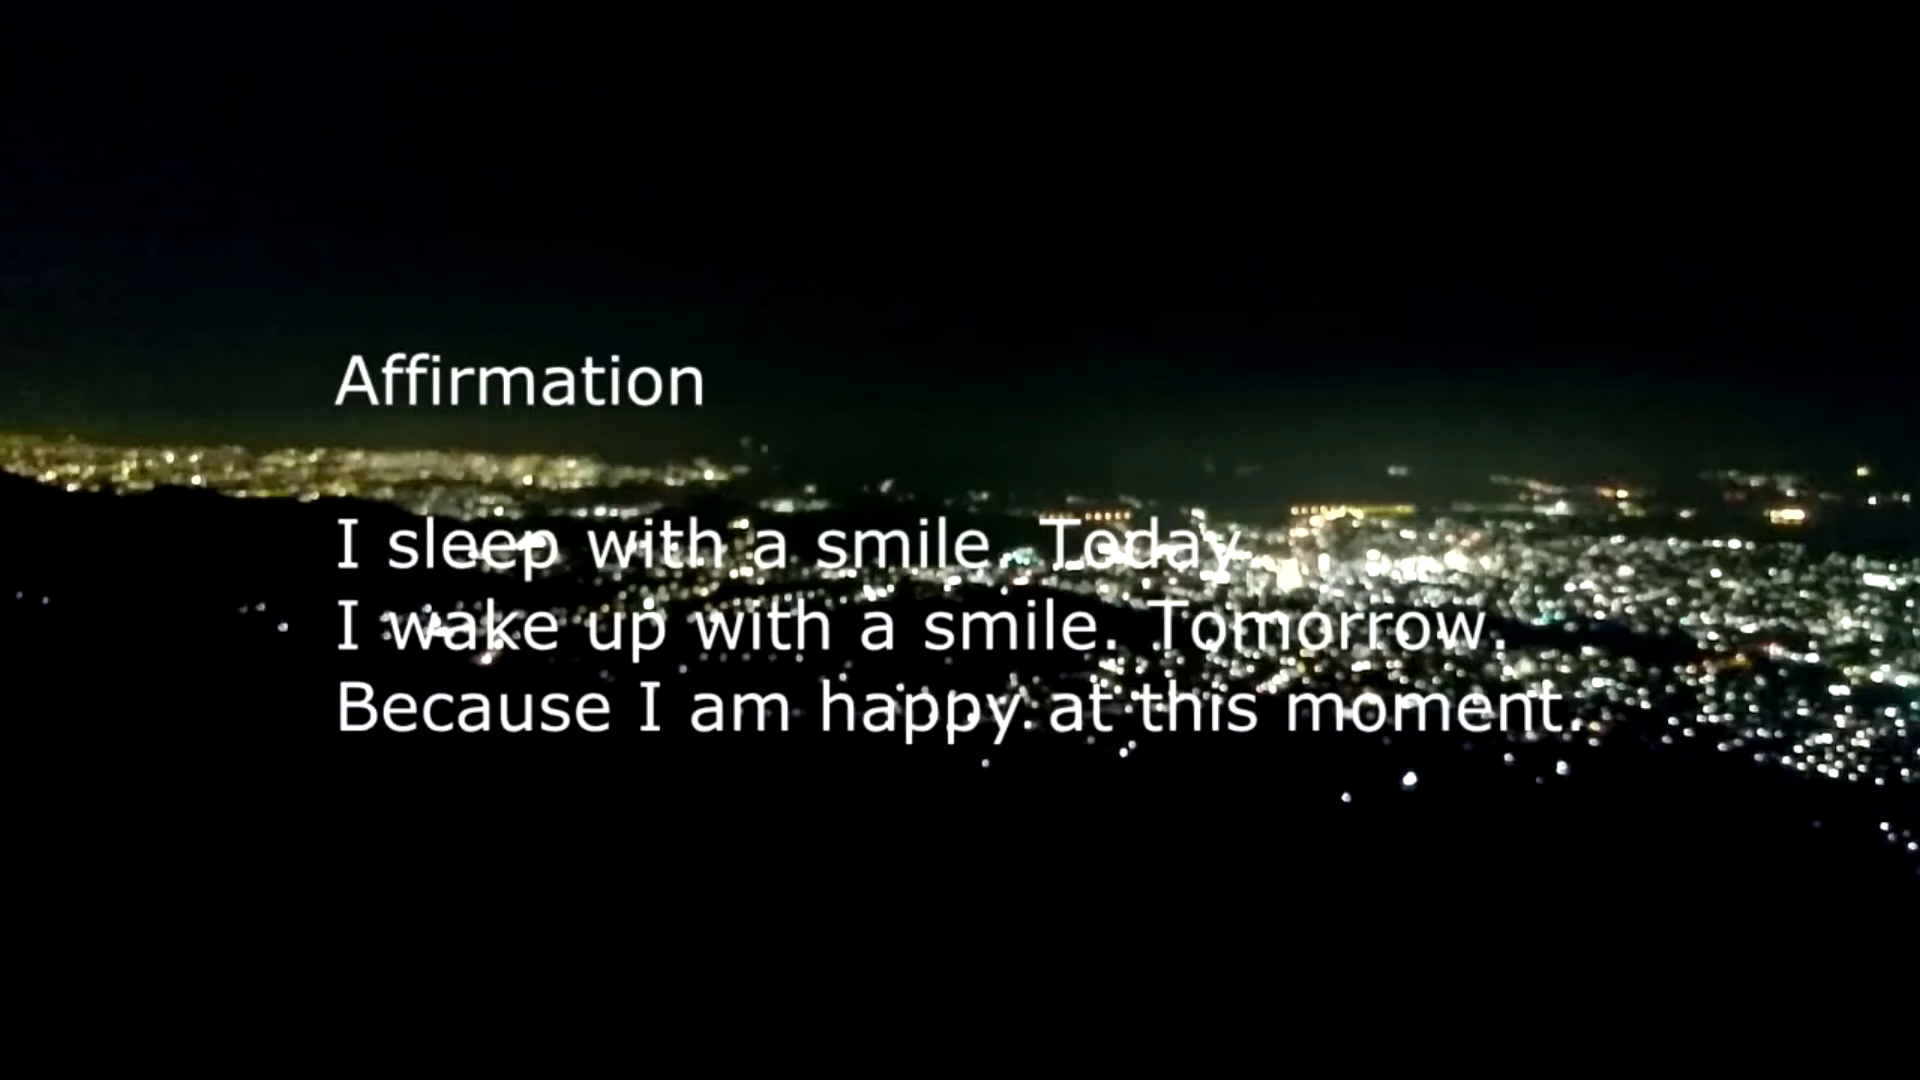 Affirmation
I sleep with a smile. Today.
I wake up with a smile. Tomorrow.
Because I am happy at this moment.